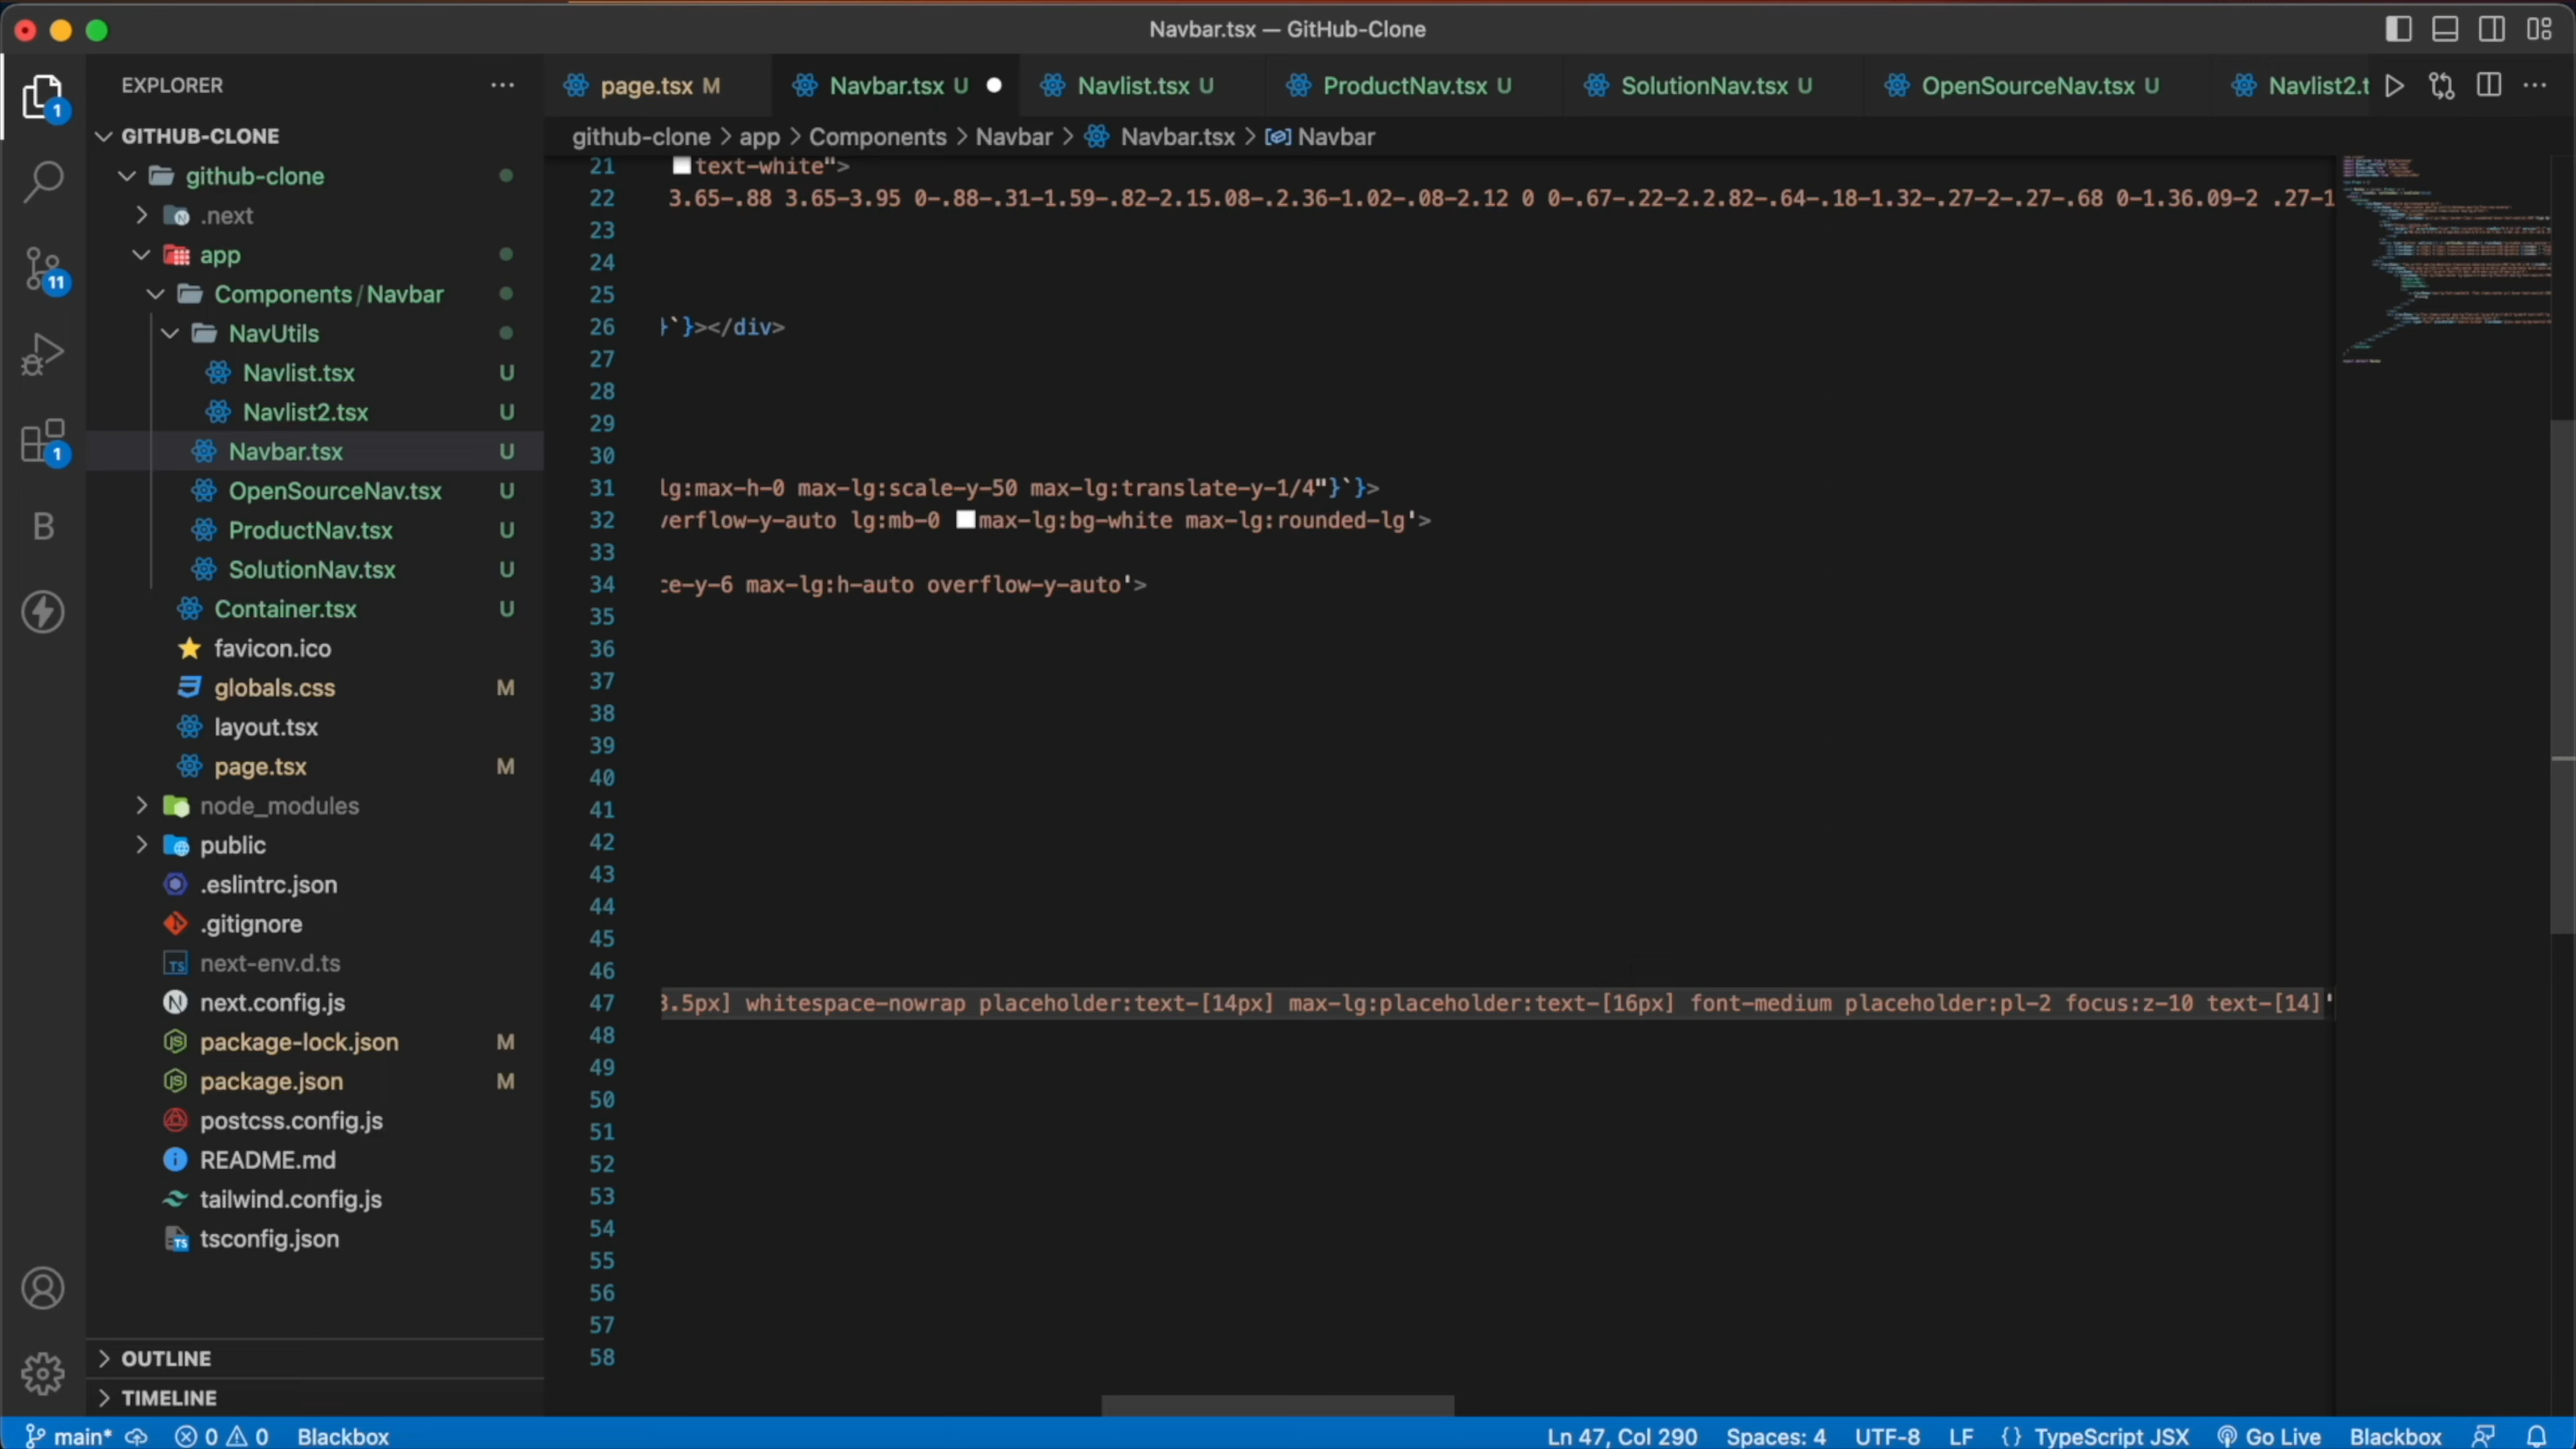 Navbar.tsx — GitHub-Clone
EXPLORER
page.tsx M
Navbar.tsx U
Navlist.tsx U
ProductNav.tsx U
SolutionNav.tsx U
OpenSourceNav.tsx U
Navlist2.t
github-clone > app > Components > Navbar > Navbar.tsx > Navbar
1
11
1
B
GITHUB-CLONE
github-clone
.next
app
Components/Navbar
NavUtils
Navlist.tsx U
Navlist2.tsx U
Navbar.tsx U
OpenSourceNav.tsx U
ProductNav.tsx U
SolutionNav.tsx U
Container.tsx U
favicon.ico
globals.css M
layout.tsx
page.tsx M
node_modules
public
.eslintrc.json
.gitignore
next-env.d.ts
next.config.js
package-lock.json M
package.json M
postcss.config.js
README.md
tailwind.config.js
tsconfig.json
OUTLINE
TIMELINE
21 text-white">
22 3.65-.88 3.65-3.95 0-.88-.31-1.59-.82-2.15.08-.2.36-1.02-.08-2.12 0 0-.67-.22-2.2.82-.64-.18-1.32-.27-2-.27-.68 0-1.36.09-2 .27-1
23
24
25
26 }`}></div>
27
28
29
30
31 lg:max-h-0 max-lg:scale-y-50 max-lg:translate-y-1/4"}`}>
32 verflow-y-auto lg:mb-0 max-lg:bg-white max-lg:rounded-lg'>
33
34 ce-y-6 max-lg:h-auto overflow-y-auto'>
35
36
37
38
39
40
41
42
43
44
45
46
47 3.5px] whitespace-nowrap placeholder:text-[14px] max-lg:placeholder:text-[16px] font-medium placeholder:pl-2 focus:z-10 text-[14]'
48
49
50
51
52
53
54
55
56
57
58
main* 0 0 Blackbox
Ln 47, Col 290 Spaces: 4 UTF-8 LF {} TypeScript JSX Go Live Blackbox